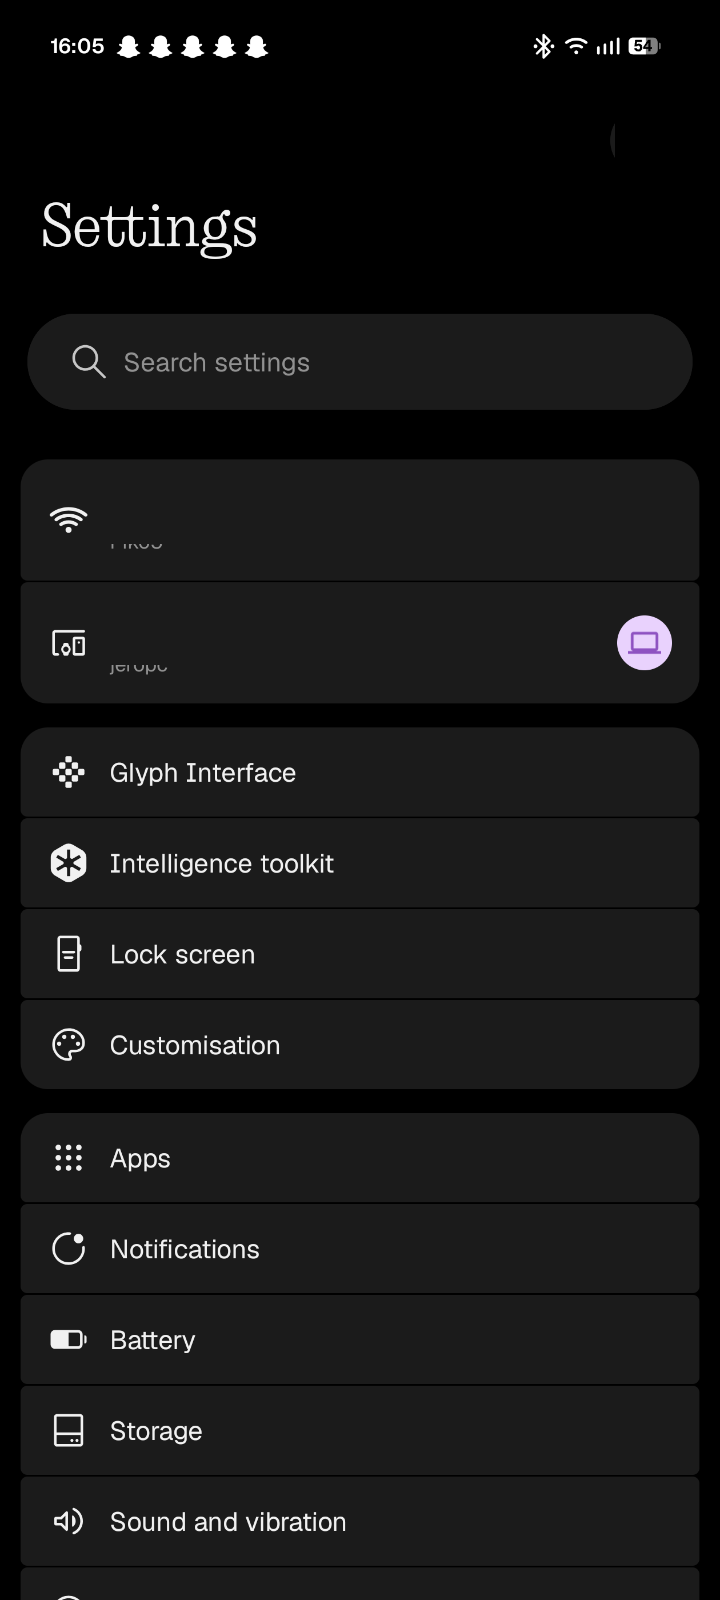 16:05 54
Settings
Search settings
Glyph Interface
Intelligence toolkit
Lock screen
Customisation
Apps
Notifications
Battery
Storage
Sound and vibration